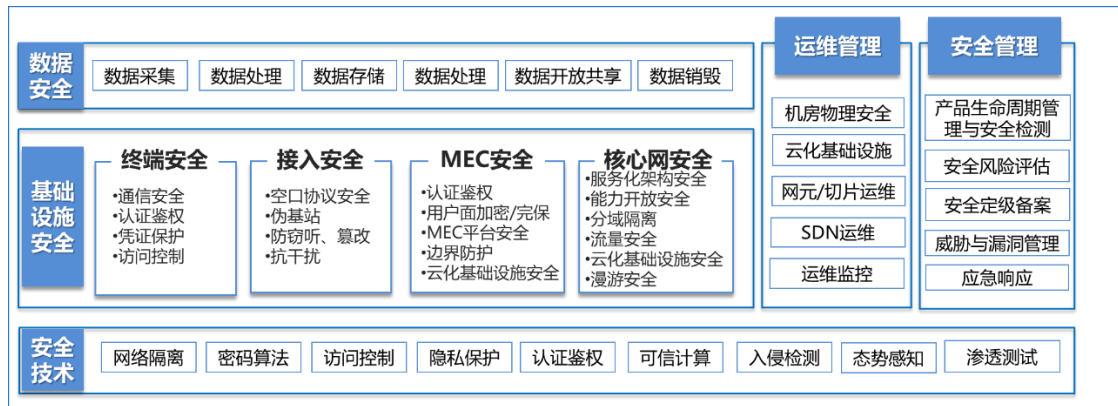 数据
安全
数据采集
数据处理
数据存储
数据处理
数据开放共享
数据销毁
基础
设施
安全
终端安全
•通信安全
•认证鉴权
•凭证保护
•访问控制
接入安全
•空口协议安全
•伪基站
•防窃听、篡改
•抗干扰
MEC安全
•认证鉴权
•用户面加密/完保
•MEC平台安全
•边界防护
•云化基础设施安全
核心网安全
•服务化架构安全
•能力开放安全
•分域隔离
•流量安全
•云化基础设施安全
•漫游安全
运维管理
机房物理安全
云化基础设施
网元/切片运维
SDN运维
运维监控
安全管理
产品生命周期管
理与安全检测
安全风险评估
安全定级备案
威胁与漏洞管理
应急响应
安全
技术
网络隔离
密码算法
访问控制
隐私保护
认证鉴权
可信计算
入侵检测
态势感知
渗透测试